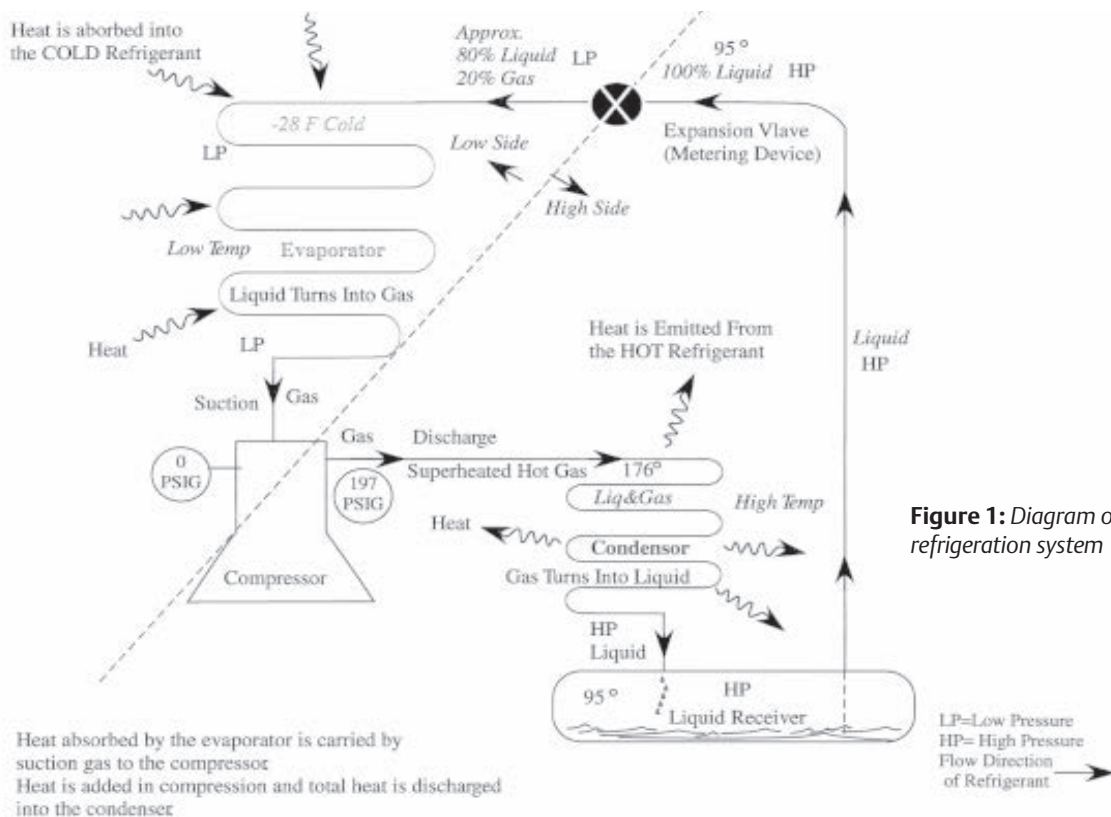 Heat is aborbed into
the COLD Refrigerant
Approx.
80% Liquid
20% Gas
LP
95°
100% Liquid
HP
-28 F Cold
LP
Expansion Vlave
(Metering Device)
Low Side
High Side
Low Temp
Evaporator
Liquid Turns Into Gas
Heat
LP
Heat is Emitted From
the HOT Refrigerant
Liquid
HP
Suction
Gas
Gas
Discharge
0
PSIG
197
PSIG
Superheated Hot Gas
176°
Liq&Gas
High Temp
Heat
Condensor
Gas Turns Into Liquid
Compressor
Figure 1: Diagram o
refrigeration system
HP
Liquid
95°
HP
Liquid Receiver
LP=Low Pressure
HP= High Pressure
Flow Direction
of Refrigerant
Heat absorbed by the evaporator is carried by
suction gas to the compressor.
Heat is added in compression and total heat is discharged
into the condenser.